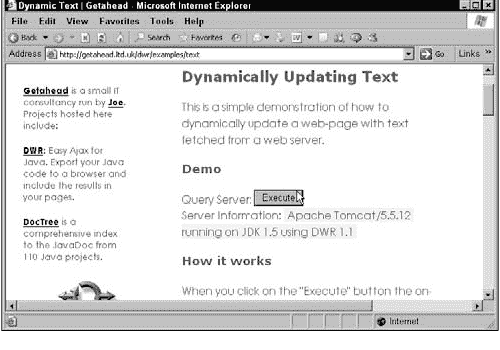 Dynamic Text | Getahead - Microsoft Internet Explorer
File Edit View Favorites Tools Help
Back Search Favorites
Address http://getahead.ltd.uk/dwr/examples/text Go Links »
Getahead is a small IT
consultancy run by Joe.
Projects hosted here
include:
DWR: Easy Ajax for
Java. Export your Java
code to a browser and
include the results in
your pages.
DocTree is a
comprehensive index
to the JavaDoc from
110 Java projects.
Dynamically Updating Text
This is a simple demonstration of how to
dynamically update a web-page with text
fetched from a web server.
Demo
Query Server: Execute
Server Information: Apache Tomcat/5.5.12
running on JDK 1.5 using DWR 1.1
How it works
When you click on the "Execute" button the on-
Internet